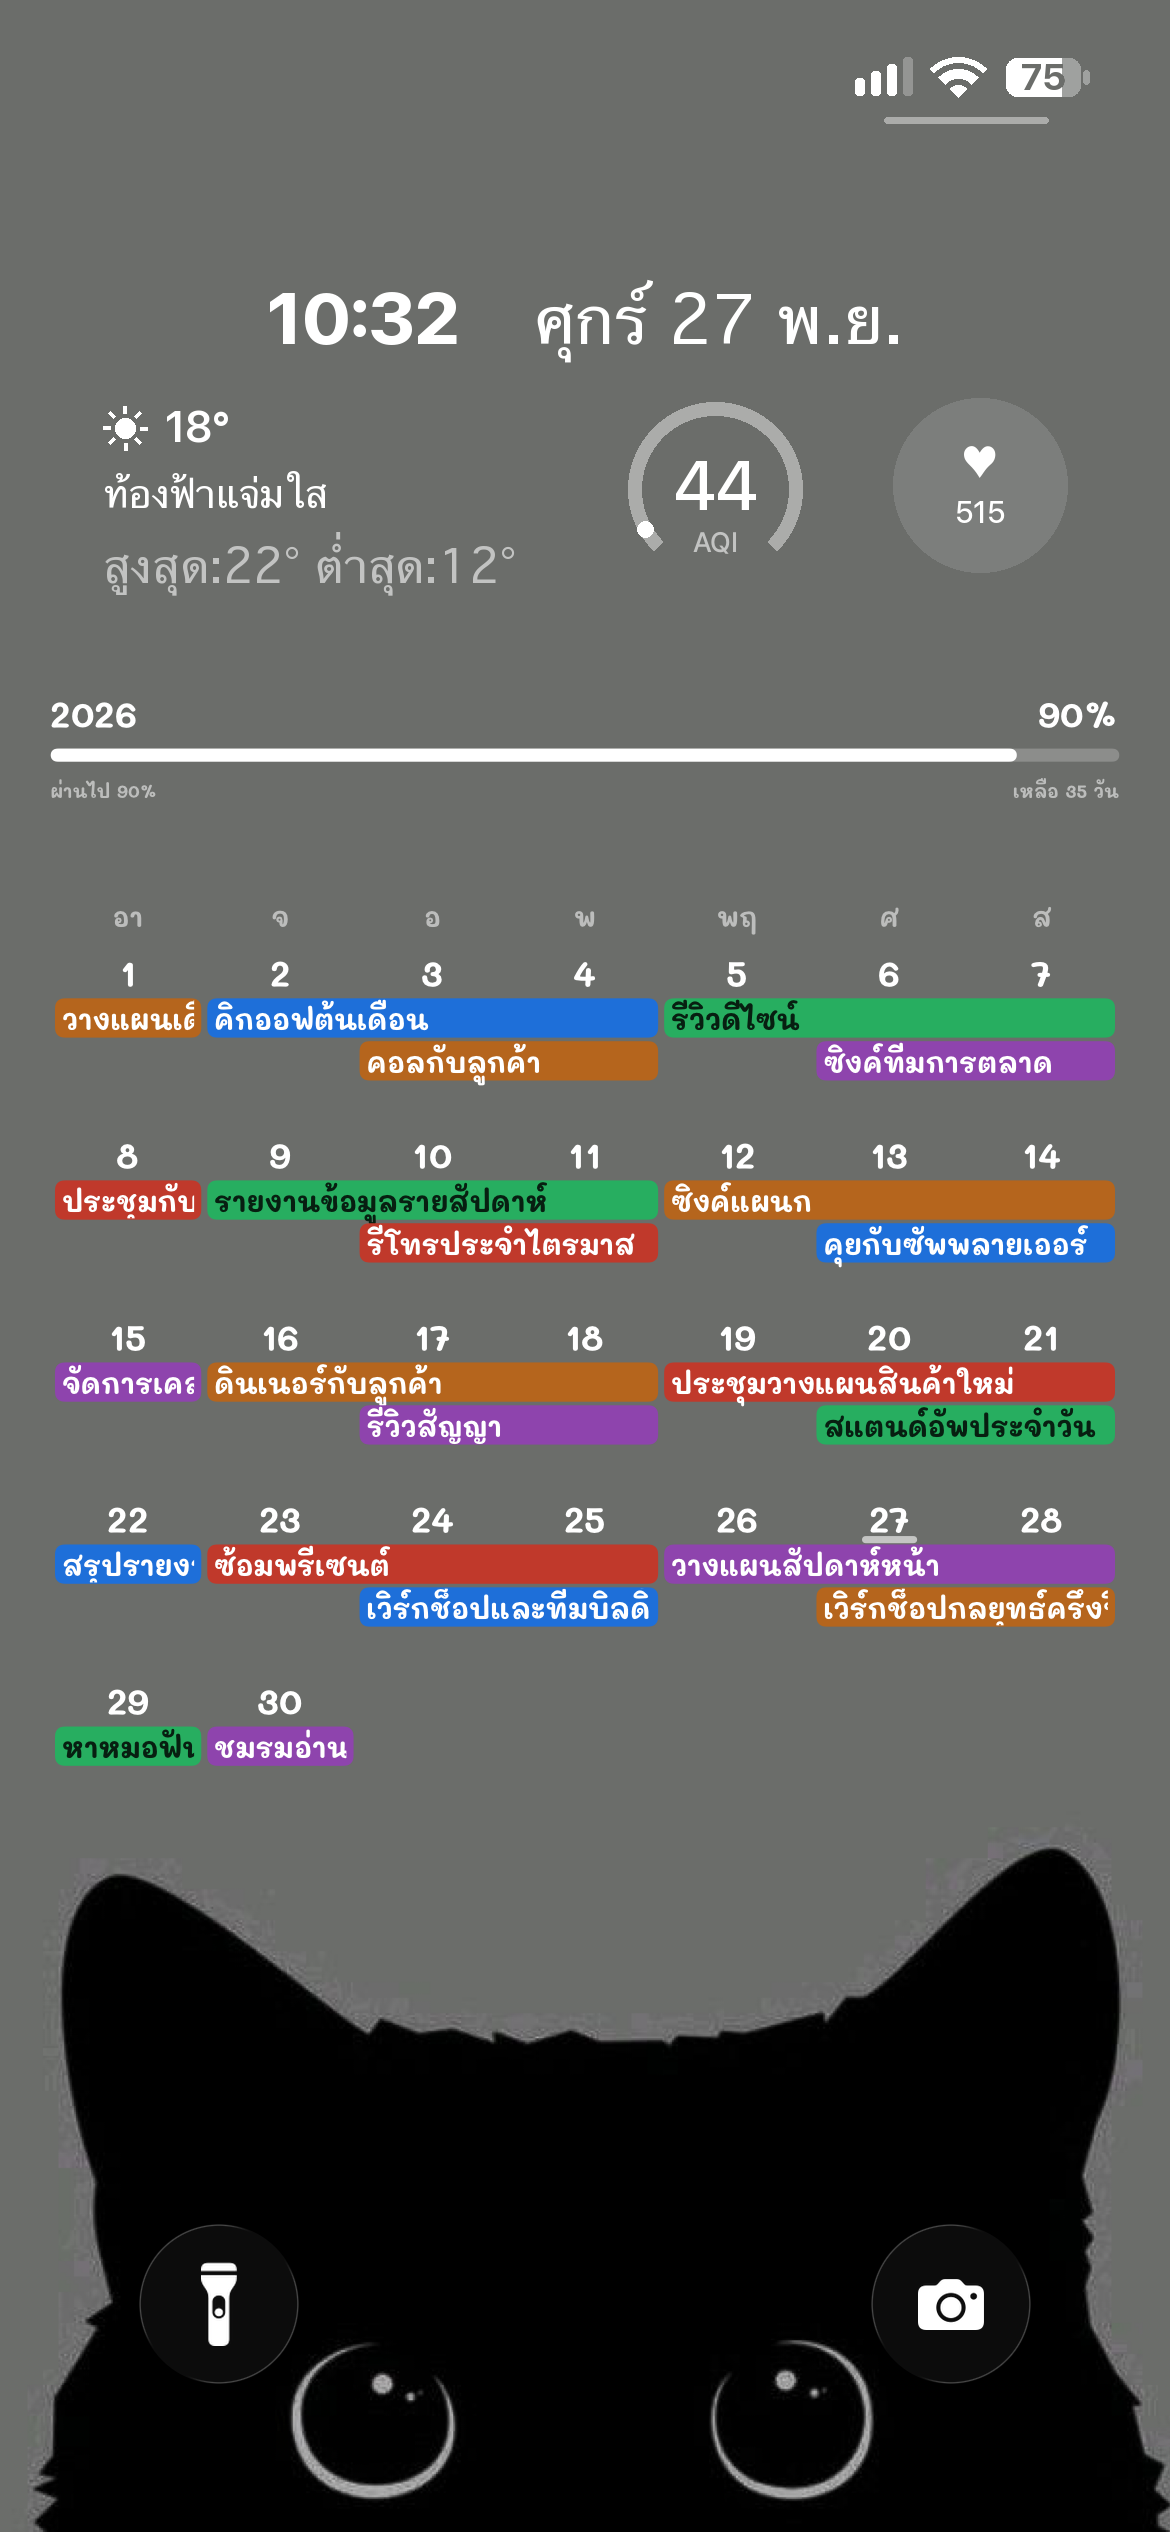 75
10:32 ศุกร์ 27 พ.ย.
18°
ท้องฟ้าแจ่มใส
สูงสุด:22° ต่ำสุด:12°
44
AQI
515
2026 90%
ผ่านไป 90% เหลือ 35 วัน
อา จ อ พ พฤ ศ ส
1 2 3 4 5 6 7
วางแผนเดื คิกออฟต้นเดือน รีวิวดีไซน์
คอลกับลูกค้า ซิงค์ทีมการตลาด
8 9 10 11 12 13 14
ประชุมกับ รายงานข้อมูลรายสัปดาห์ ซิงค์แผนก
รีโทรประจำไตรมาส คุยกับซัพพลายเออร์
15 16 17 18 19 20 21
จัดการเคล ดินเนอร์กับลูกค้า ประชุมวางแผนสินค้าใหม่
รีวิวสัญญา สแตนด์อัพประจำวัน
22 23 24 25 26 27 28
สรุปรายง ซ้อมพรีเซนต์ วางแผนสัปดาห์หน้า
เวิร์กช็อปและทีมบิลดิ เวิร์กช็อปกลยุทธ์ครึ่ง
29 30
หาหมอฟัน ชมรมอ่าน